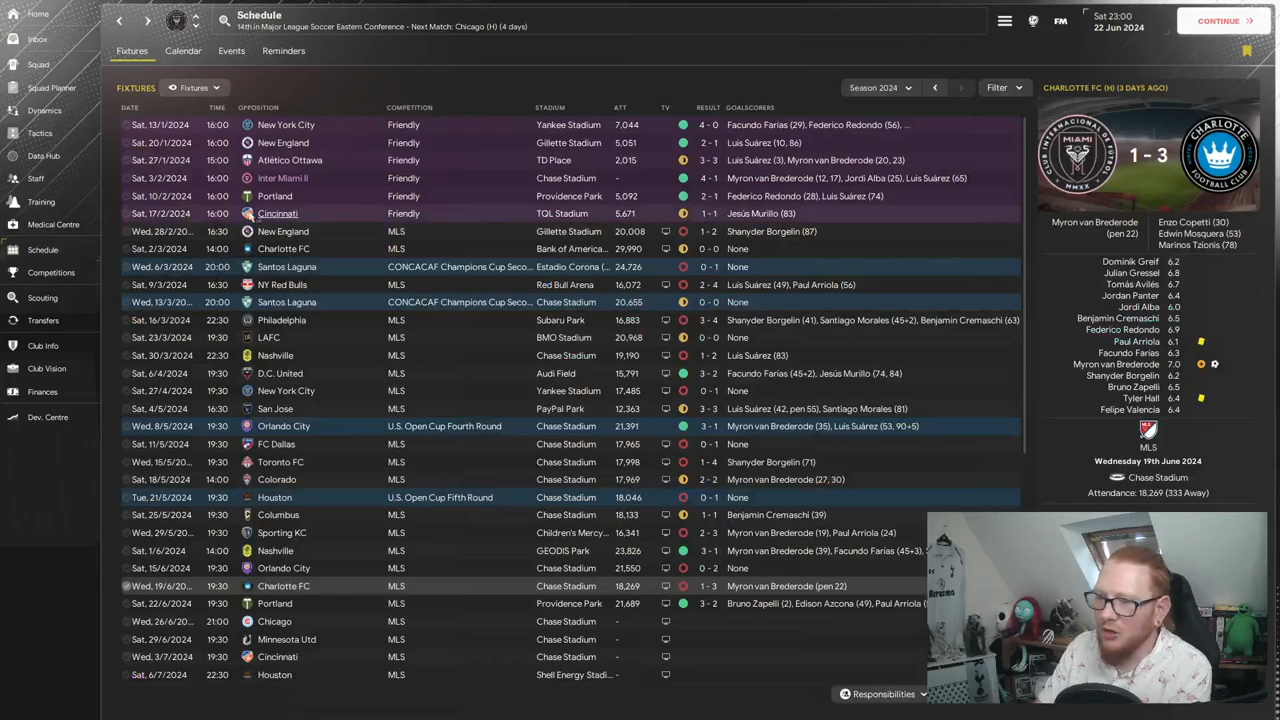 Home
Inbox
Squad
Squad Planner
Dynamics
Tactics
Data Hub
Staff
Training
Medical Centre
Schedule
Competitions
Scouting
Transfers
Club Info
Club Vision
Finances
Dev. Centre
Schedule
14th in Major League Soccer Eastern Conference - Next Match: Chicago (H) (4 days)
FM
Sat 23:00
22 Jun 2024
CONTINUE
Fixtures Calendar Events Reminders
FIXTURES Fixtures Season 2024 Filter
DATE TIME OPPOSITION COMPETITION STADIUM ATT TV RESULT GOALSCORERS
Sat, 13/1/2024 16:00 New York City Friendly Yankee Stadium 7,044 4 - 0 Facundo Farías (29), Federico Redondo (56), ...
Sat, 20/1/2024 16:00 New England Friendly Gillette Stadium 5,051 2 - 1 Luis Suárez (10, 86)
Sat, 27/1/2024 15:00 Atlético Ottawa Friendly TD Place 2,015 3 - 3 Luis Suárez (3), Myron van Brederode (20, 23)
Sat, 3/2/2024 16:00 Inter Miami II Friendly Chase Stadium - 4 - 1 Myron van Brederode (12, 17), Jordi Alba (25), Luis Suárez (65)
Sat, 10/2/2024 16:00 Portland Friendly Providence Park 5,092 2 - 1 Federico Redondo (28), Luis Suárez (74)
Sat, 17/2/2024 16:00 Cincinnati Friendly TQL Stadium 5,671 1 - 1 Jesús Murillo (83)
Wed, 28/2/2024 16:30 New England MLS Gillette Stadium 20,008 1 - 2 Shanyder Borgelin (87)
Sat, 2/3/2024 14:00 Charlotte FC MLS Bank of America... 29,990 0 - 0 None
Wed, 6/3/2024 20:00 Santos Laguna CONCACAF Champions Cup Seco... Estadio Corona (... 24,726 0 - 1 None
Sat, 9/3/2024 16:30 NY Red Bulls MLS Red Bull Arena 16,072 2 - 4 Luis Suárez (49), Paul Arriola (56)
Wed, 13/3/2024 20:00 Santos Laguna CONCACAF Champions Cup Seco... Chase Stadium 20,655 0 - 0 None
Sat, 16/3/2024 22:30 Philadelphia MLS Subaru Park 16,883 3 - 4 Shanyder Borgelin (41), Santiago Morales (45+2), Benjamin Cremaschi (63)
Sat, 23/3/2024 19:30 LAFC MLS BMO Stadium 20,968 0 - 0 None
Sat, 30/3/2024 22:30 Nashville MLS Chase Stadium 19,190 1 - 2 Luis Suárez (83)
Sat, 6/4/2024 19:30 D.C. United MLS Audi Field 15,791 3 - 2 Facundo Farías (45+2), Jesús Murillo (74, 84)
Sat, 27/4/2024 19:30 New York City MLS Yankee Stadium 17,485 0 - 1 None
Sat, 4/5/2024 16:30 San Jose MLS PayPal Park 12,363 3 - 3 Luis Suárez (42, pen 55), Santiago Morales (81)
Wed, 8/5/2024 19:30 Orlando City U.S. Open Cup Fourth Round Chase Stadium 21,391 3 - 1 Myron van Brederode (35), Luis Suárez (53, 90+5)
Sat, 11/5/2024 19:30 FC Dallas MLS Chase Stadium 17,965 0 - 1 None
Wed, 15/5/2024 19:30 Toronto FC MLS Chase Stadium 17,998 1 - 4 Shanyder Borgelin (71)
Sat, 18/5/2024 14:00 Colorado MLS Chase Stadium 17,969 2 - 2 Myron van Brederode (27, 30)
Tue, 21/5/2024 19:30 Houston U.S. Open Cup Fifth Round Chase Stadium 18,046 0 - 1 None
Sat, 25/5/2024 19:30 Columbus MLS Chase Stadium 18,133 1 - 1 Benjamin Cremaschi (39)
Wed, 29/5/20... 19:30 Sporting KC MLS Children's Mercy... 16,341 2 - 3 Myron van Brederode (19), Paul Arriola (24)
Sat, 1/6/2024 14:00 Nashville MLS GEODIS Park 23,826 3 - 1 Myron van Brederode (39), Facundo Farías (45+3),
Sat, 15/6/2024 19:30 Orlando City MLS Chase Stadium 21,550 0 - 2 None
Wed, 19/6/20... 19:30 Charlotte FC MLS Chase Stadium 18,269 1 - 3 Myron van Brederode (pen 22)
Sat, 22/6/2024 19:30 Portland MLS Providence Park 21,689 3 - 2 Bruno Zapelli (2), Edison Azcona (49), Paul Arriola
Wed, 26/6/20... 21:00 Chicago MLS Chase Stadium -
Sat, 29/6/2024 19:30 Minnesota Utd MLS Chase Stadium -
Wed, 3/7/2024 19:30 Cincinnati MLS Chase Stadium -
Sat, 6/7/2024 22:30 Houston MLS Shell Energy Stadi... -
Responsibilities
CHARLOTTE FC (H) (3 DAYS AGO)
1 - 3
Myron van Brederode Enzo Copetti (30)
(pen 22) Edwin Mosquera (53)
Marinos Tzionis (78)
Dominik Greif 6.2
Julian Gressel 6.8
Tomás Avilés 6.7
Jordan Panter 6.4
Jordi Alba 6.0
Benjamin Cremaschi 6.5
Federico Redondo 6.9
Paul Arriola 6.1
Facundo Farías 6.3
Myron van Brederode 7.0
Shanyder Borgelin 6.2
Bruno Zapelli 6.5
Tyler Hall 6.4
Felipe Valencia 6.4
MLS
Wednesday 19th June 2024
Chase Stadium
Attendance: 18,269 (333 Away)